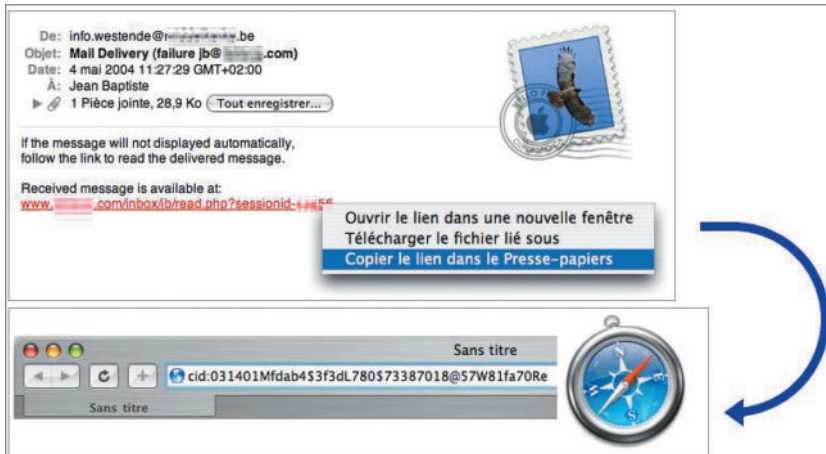 De: info.westende@ .be
Objet: Mail Delivery (failure jb@ .com)
Date: 4 mai 2004 11:27:29 GMT+02:00
À: Jean Baptiste
1 Pièce jointe, 28,9 Ko Tout enregistrer...
If the message will not displayed automatically,
follow the link to read the delivered message.
Received message is available at:
www. .com/inbox/jb/read.php?sessionid-
Ouvrir le lien dans une nouvelle fenêtre
Télécharger le fichier lié sous
Copier le lien dans le Presse-papiers
Sans titre
cid:031401Mfdab4$3f3dL780$73387018@57W81fa70Re
Sans titre